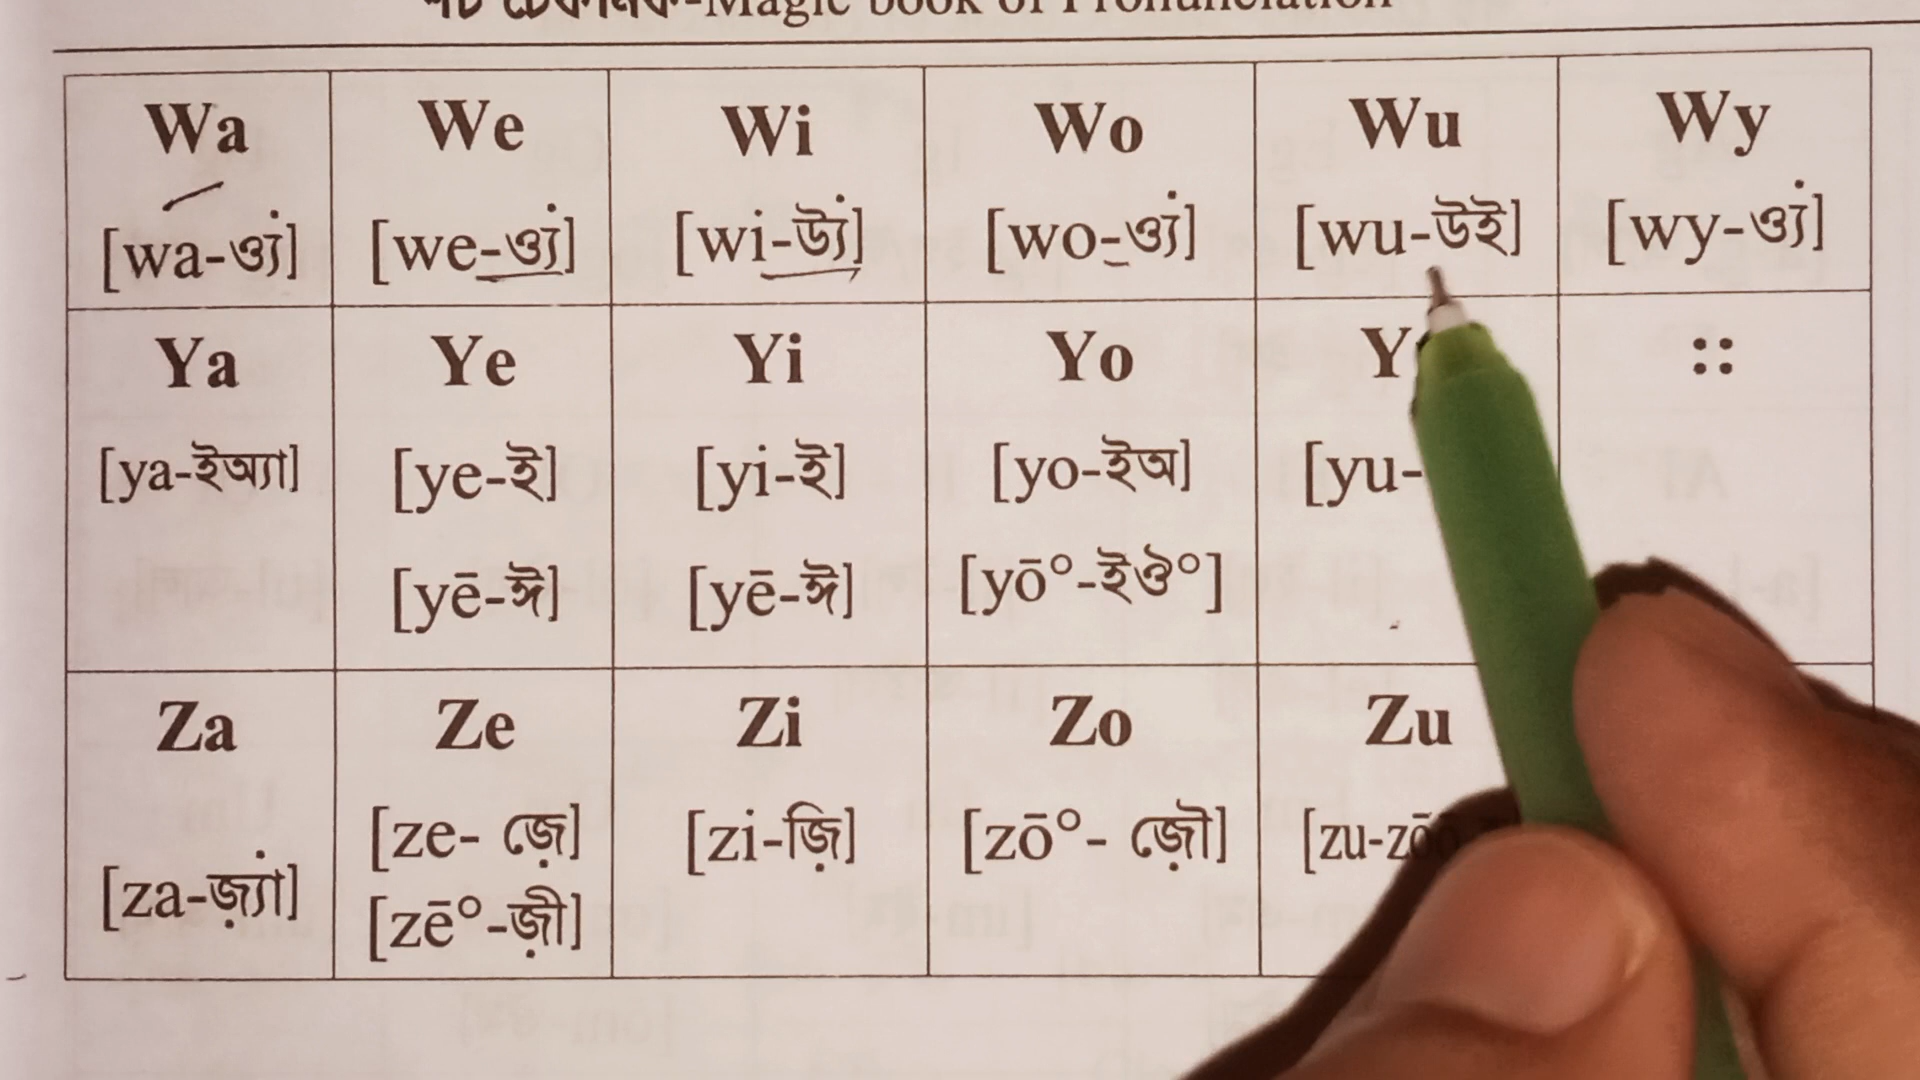 -Magic book of Pronunciation
Wa We Wi Wo Wu Wy
[wa-ওয়্] [we-ওয়্] [wi-উয়্] [wo-ওয়্] [wu-উই] [wy-ওয়্]
Ya Ye Yi Yo Y ::
[ya-ইঅ্যা] [ye-ই] [yi-ই] [yo-ইঅ] [yu-
[yē-ঈ] [yē-ঈ] [yō°-ইঔ°]
Za Ze Zi Zo Zu
[za-জ়্যা] [ze- জ়ে] [zi-জ়ি] [zō°- জ়ৌ] [zu-zōō
[zē°-জ়ী]